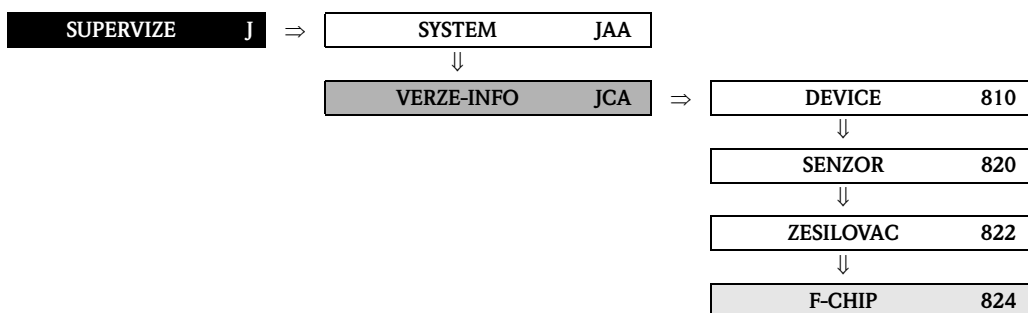 SUPERVIZE J ⇒ SYSTEM JAA
⇓
VERZE-INFO JCA ⇒ DEVICE 810
⇓
SENZOR 820
⇓
ZESILOVAC 822
⇓
F-CHIP 824